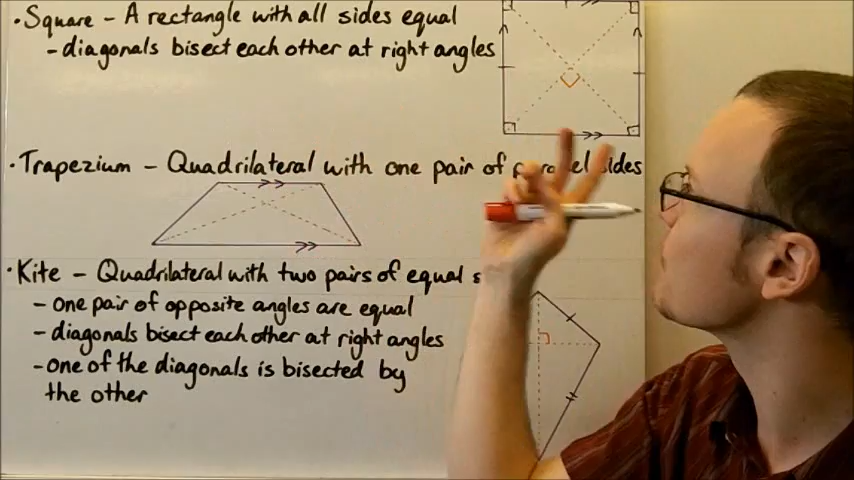 • Square - A rectangle with all sides equal
- diagonals bisect each other at right angles
• Trapezium - Quadrilateral with one pair of sides
• Kite - Quadrilateral with two pairs of equal
- one pair of opposite angles are equal
- diagonals bisect each other at right angles
- one of the diagonals is bisected by
the other